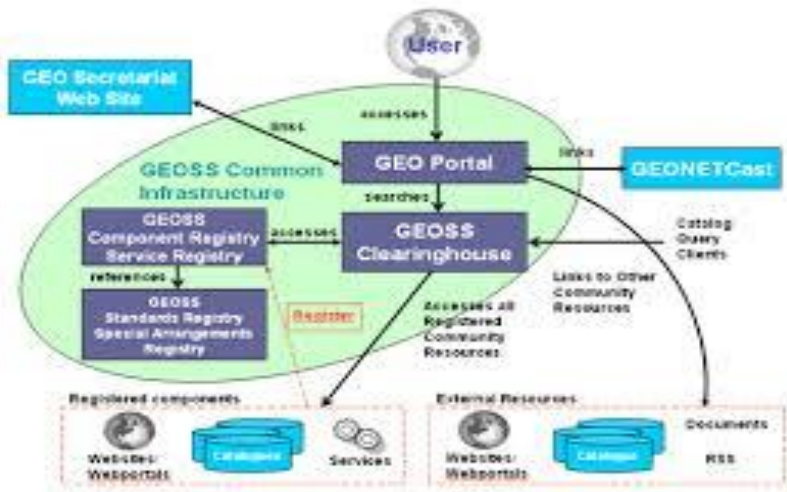 User
GEO Secretariat
Web Site
accesses
links
GEO Portal
links
GEONETCast
GEOSS Common
Infrastructure
searches
GEOSS
Component Registry
Service Registry
accesses
GEOSS
Clearinghouse
Catalog
Query
Clients
references
GEOSS
Standards Registry
Special Arrangements
Registry
Register
Accesses all
Registered
Community
Resources
Links to Other
Community
Resources
Registered components
External Resources
Websites/
Webportals
Catalogues
Services
Websites/
Webportals
Catalogue
Documents
RSS